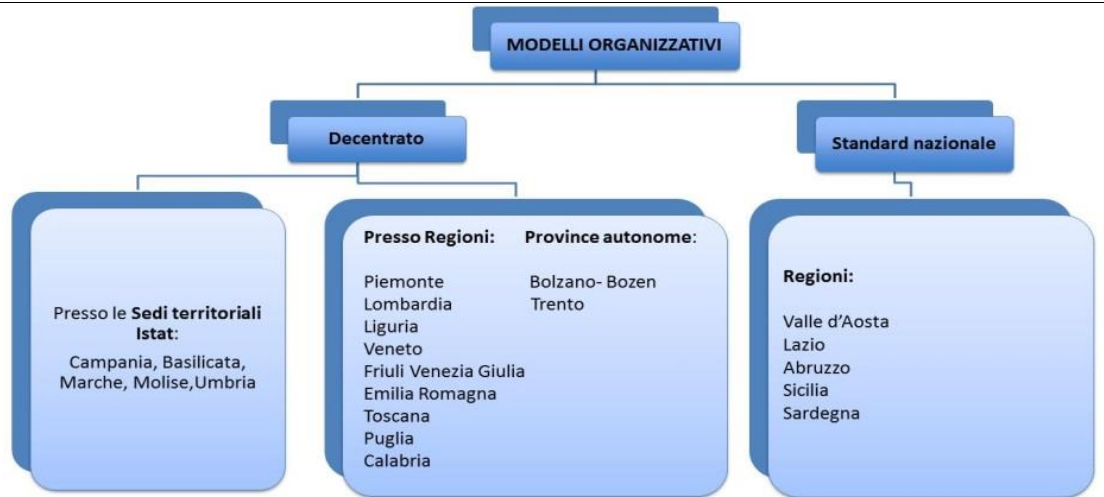 MODELLI ORGANIZZATIVI
Decentrato
Standard nazionale
Presso le Sedi territoriali
Istat:
Campania, Basilicata,
Marche, Molise,Umbria
Presso Regioni:
Piemonte
Lombardia
Liguria
Veneto
Friuli Venezia Giulia
Emilia Romagna
Toscana
Puglia
Calabria
Province autonome:
Bolzano- Bozen
Trento
Regioni:
Valle d’Aosta
Lazio
Abruzzo
Sicilia
Sardegna